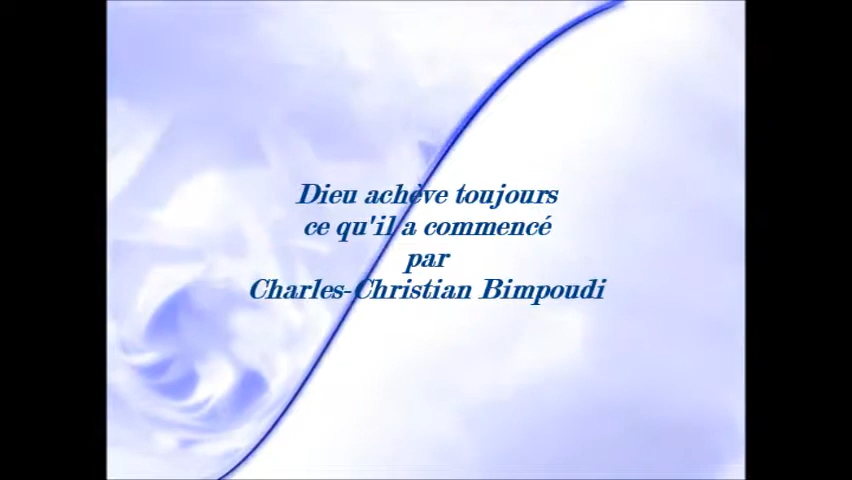 Dieu achève toujours
ce qu'il a commencé
par
Charles-Christian Bimpoudi